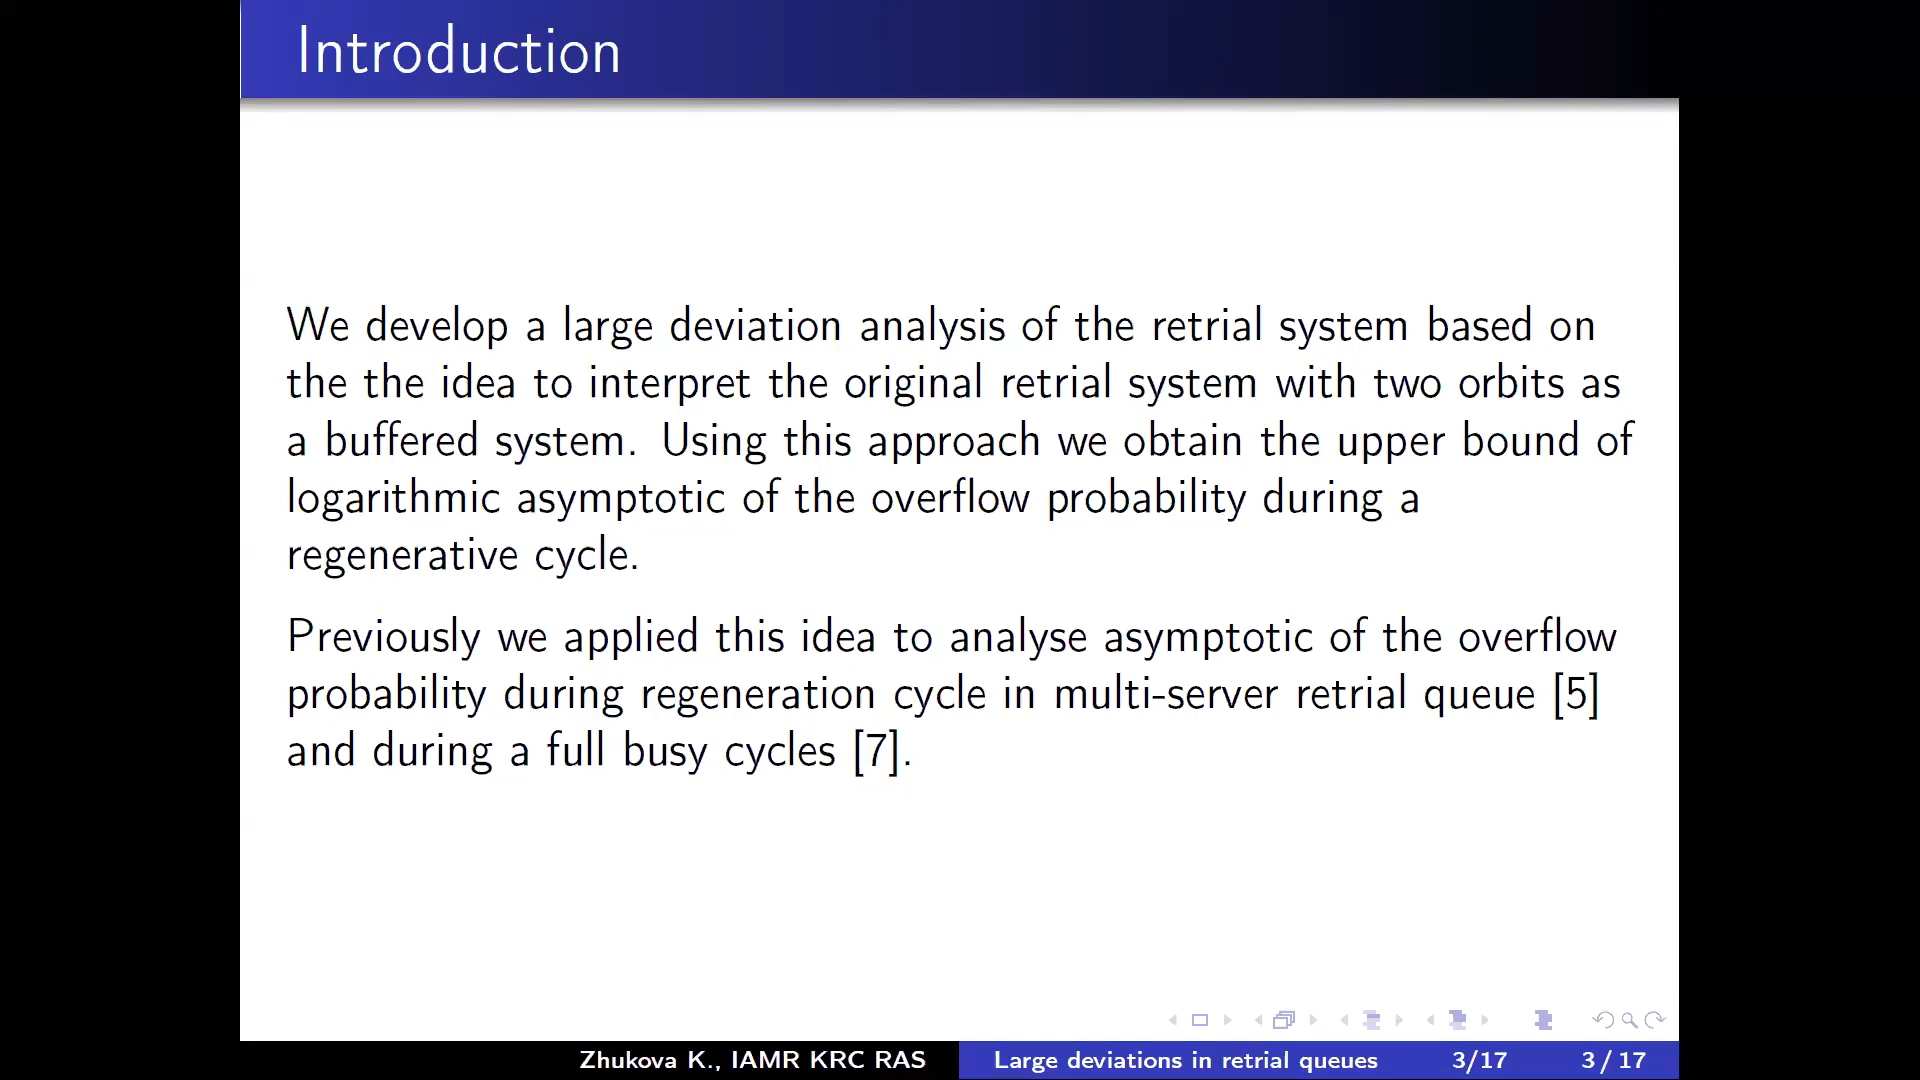 Introduction
We develop a large deviation analysis of the retrial system based on
the the idea to interpret the original retrial system with two orbits as
a buffered system. Using this approach we obtain the upper bound of
logarithmic asymptotic of the overflow probability during a
regenerative cycle.
Previously we applied this idea to analyse asymptotic of the overflow
probability during regeneration cycle in multi-server retrial queue [5]
and during a full busy cycles [7].
Zhukova K., IAMR KRC RAS Large deviations in retrial queues 3/17 3 / 17